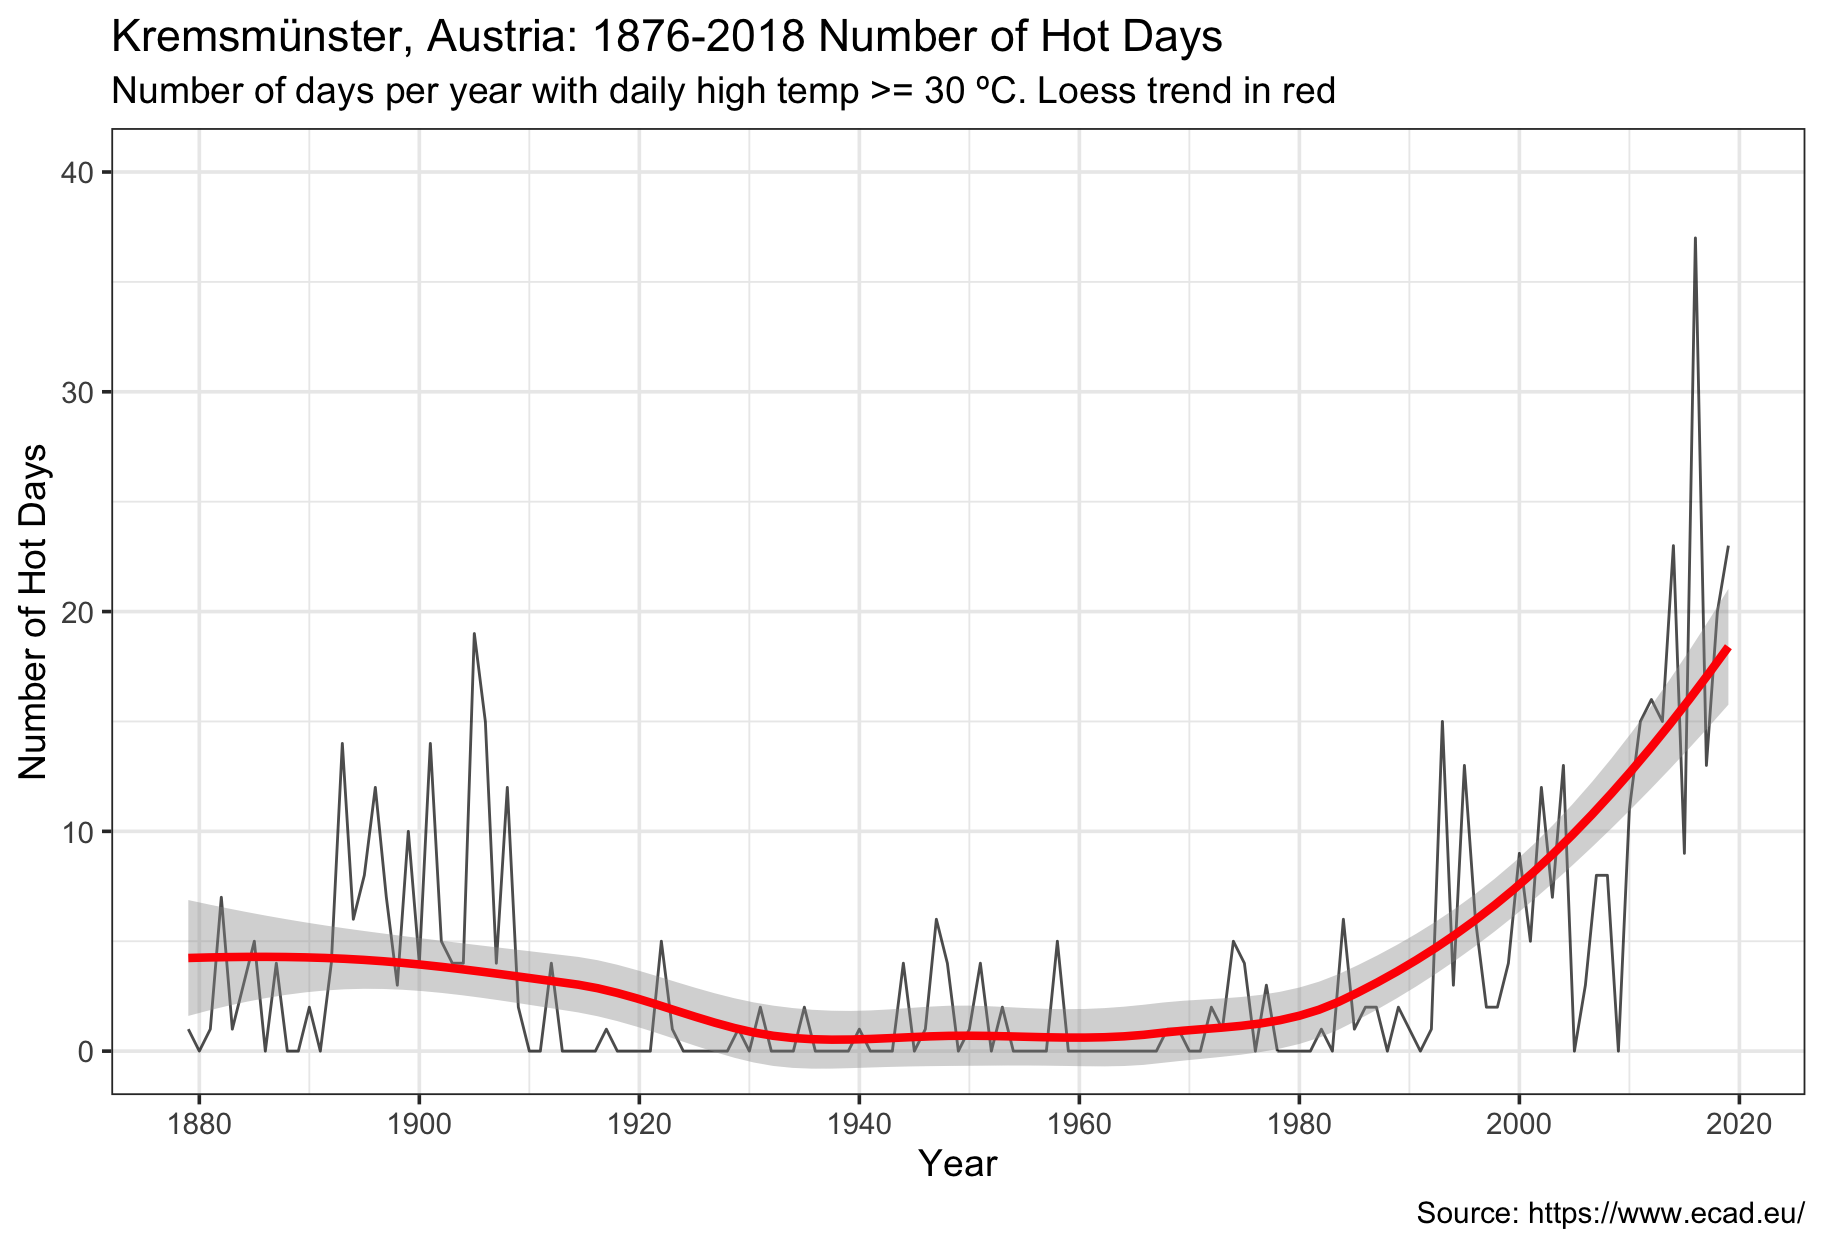 Kremsmünster, Austria: 1876-2018 Number of Hot Days
Number of days per year with daily high temp >= 30 ºC. Loess trend in red
Number of Hot Days
40
30
20
10
0
1880 1900 1920 1940 1960 1980 2000 2020
Year
Source: https://www.ecad.eu/